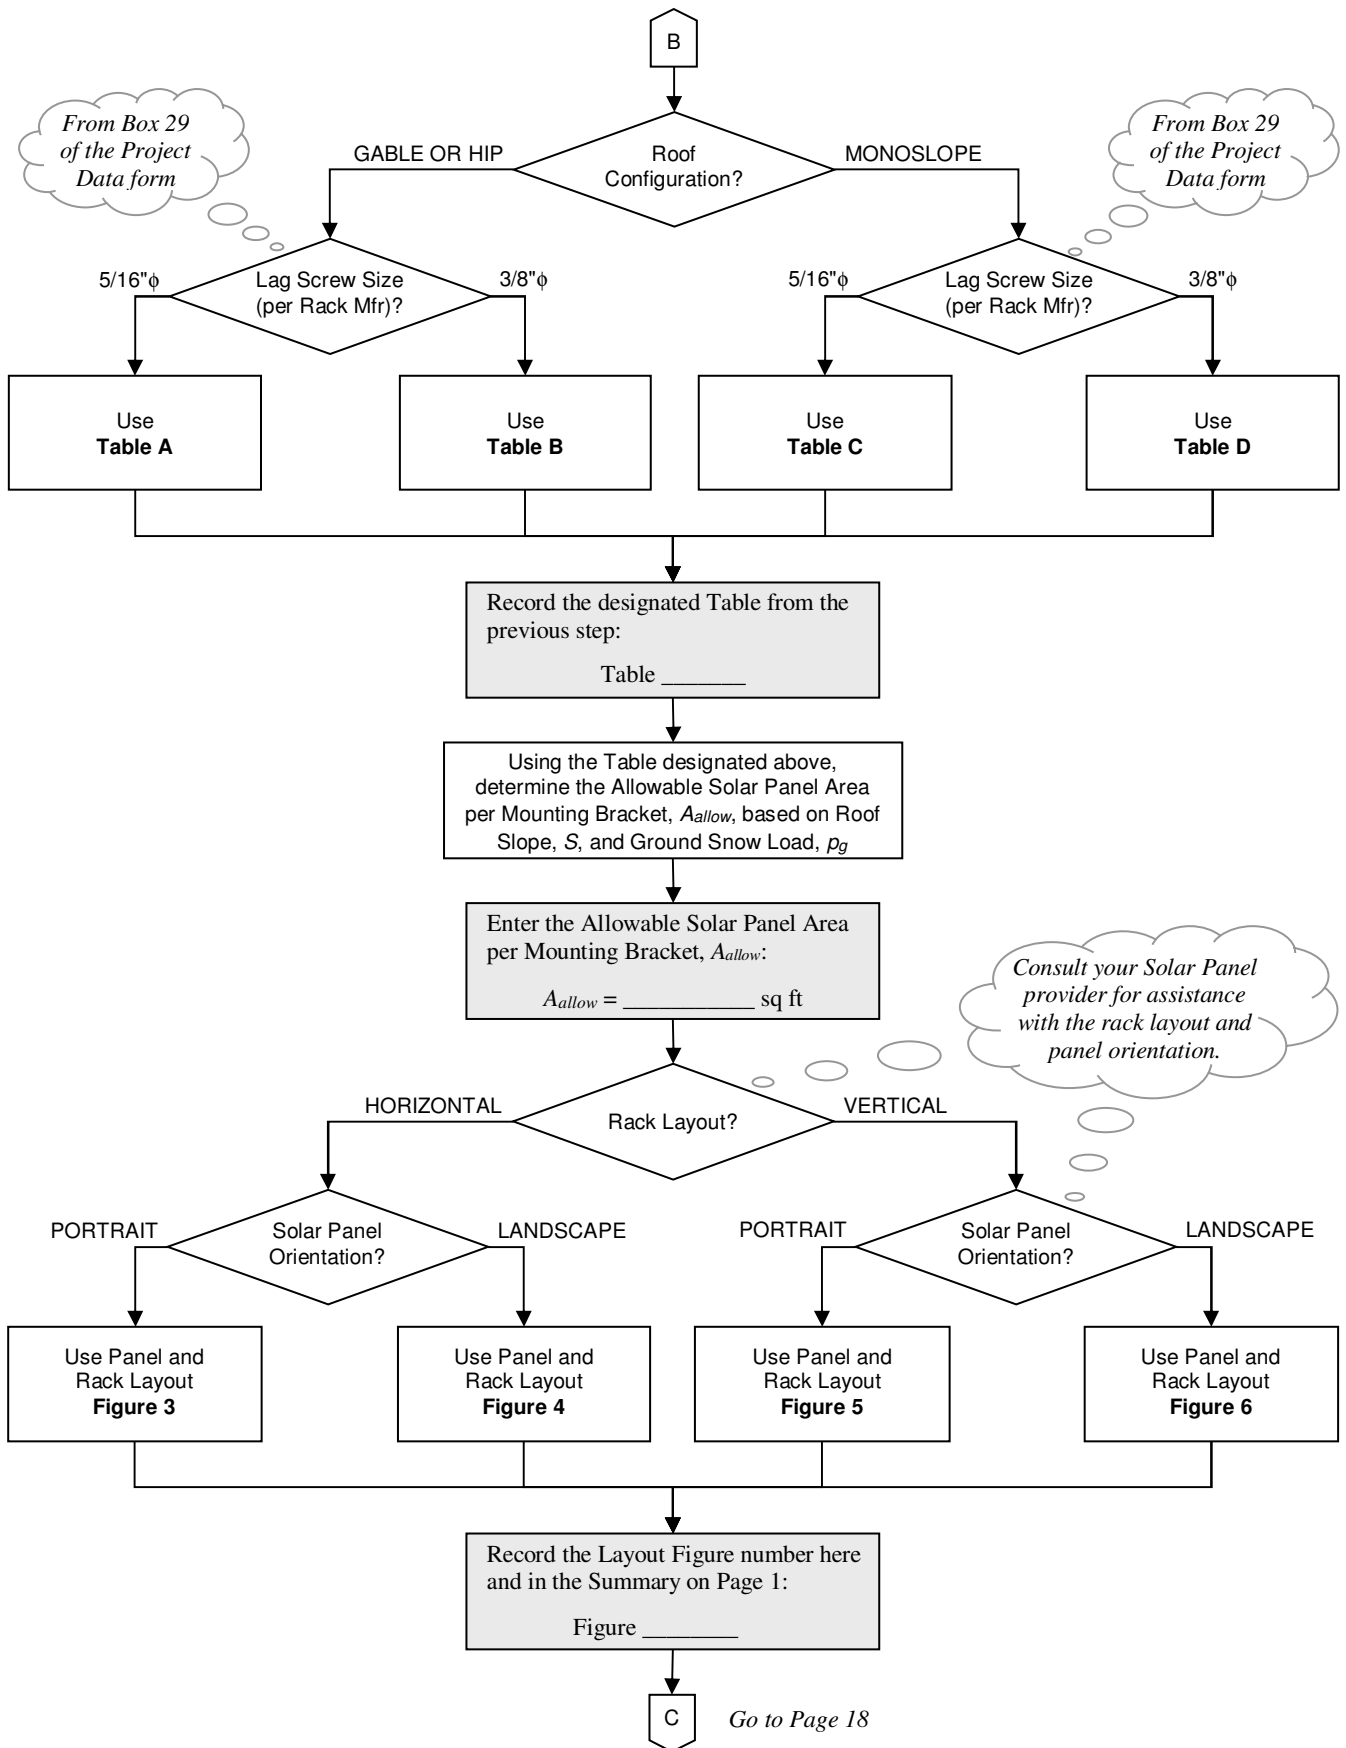 B
From Box 29
of the Project
Data form
From Box 29
of the Project
Data form
GABLE OR HIP
Roof
Configuration?
MONOSLOPE
5/16"ϕ
Lag Screw Size
(per Rack Mfr)?
3/8"ϕ
5/16"ϕ
Lag Screw Size
(per Rack Mfr)?
3/8"ϕ
Use
Table A
Use
Table B
Use
Table C
Use
Table D
Record the designated Table from the
previous step:
Table _______
Using the Table designated above,
determine the Allowable Solar Panel Area
per Mounting Bracket, Aallow, based on Roof
Slope, S, and Ground Snow Load, pg
Enter the Allowable Solar Panel Area
per Mounting Bracket, Aallow:
Aallow = ___________ sq ft
Consult your Solar Panel
provider for assistance
with the rack layout and
panel orientation.
HORIZONTAL
Rack Layout?
VERTICAL
PORTRAIT
Solar Panel
Orientation?
LANDSCAPE
PORTRAIT
Solar Panel
Orientation?
LANDSCAPE
Use Panel and
Rack Layout
Figure 3
Use Panel and
Rack Layout
Figure 4
Use Panel and
Rack Layout
Figure 5
Use Panel and
Rack Layout
Figure 6
Record the Layout Figure number here
and in the Summary on Page 1:
Figure ________
C
Go to Page 18